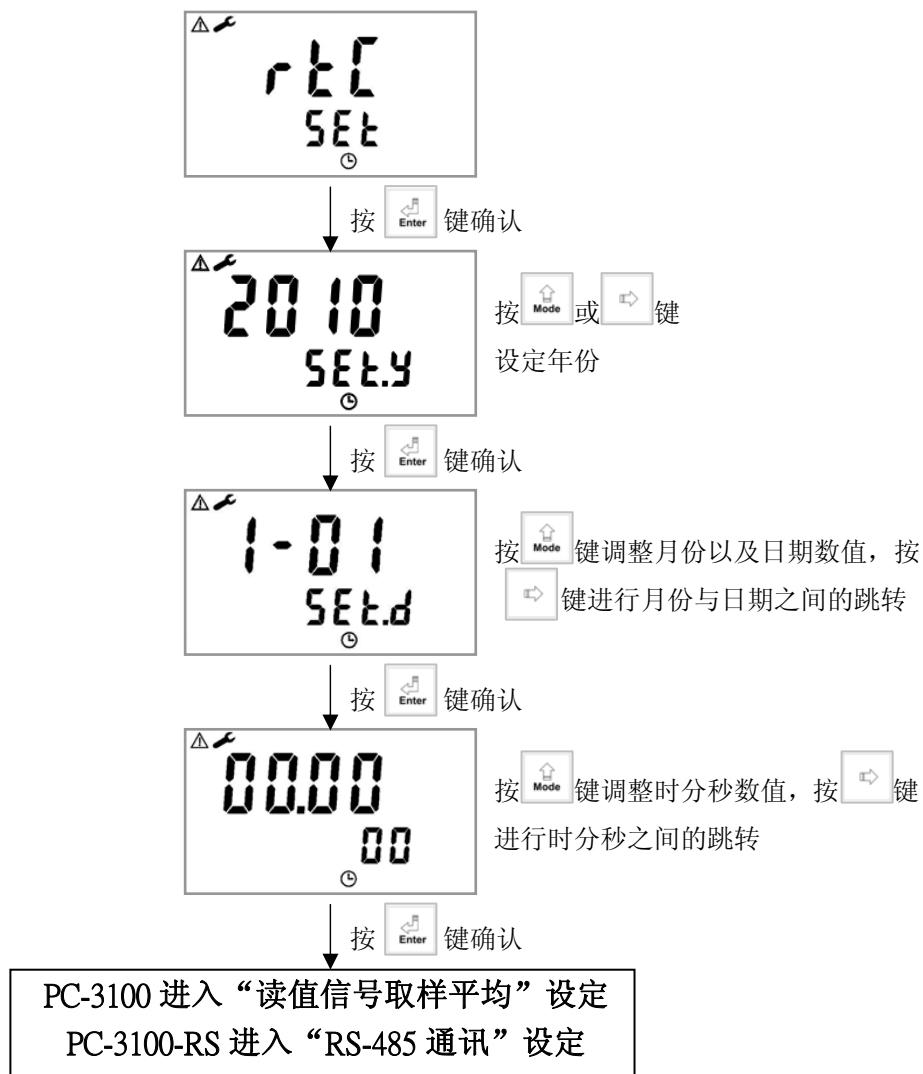 rtC
SEt
按 Enter 键确认
2010
SEt.y
按 Mode 或 键
设定年份
按 Enter 键确认
1-01
SEt.d
按 Mode 键调整月份以及日期数值，按
键进行月份与日期之间的跳转
按 Enter 键确认
00.00
00
按 Mode 键调整时分秒数值，按 键
进行时分秒之间的跳转
按 Enter 键确认
PC-3100 进入“读值信号取样平均”设定
PC-3100-RS 进入“RS-485 通讯”设定